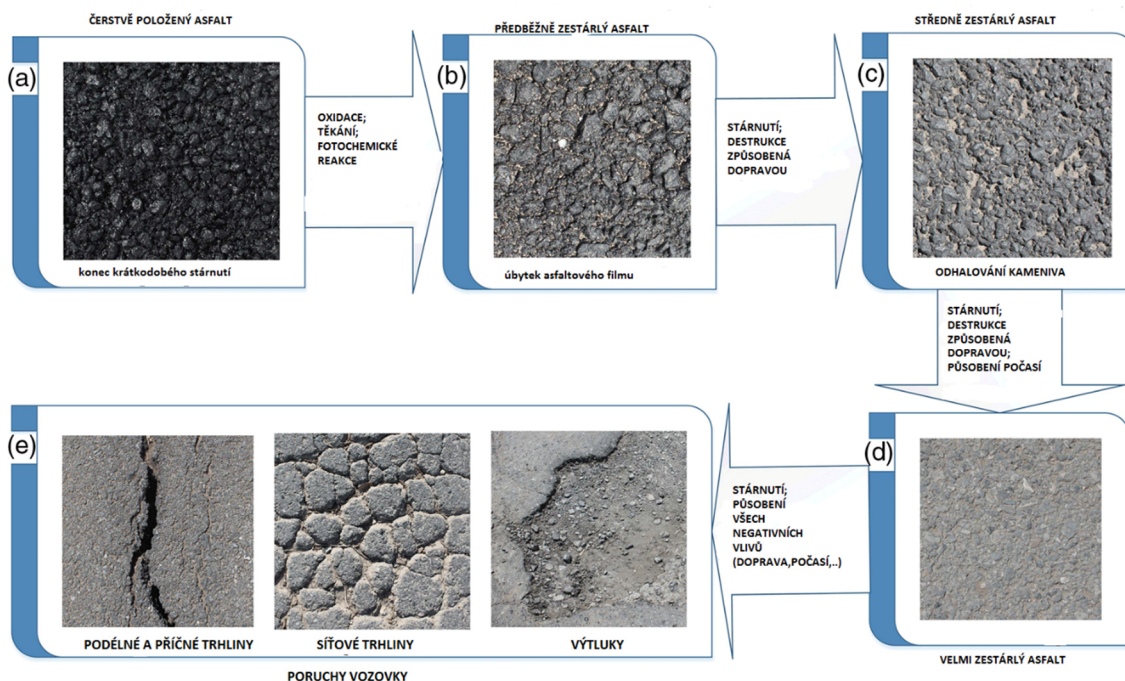 ČERSTVĚ POLOŽENÝ ASFALT
(a)
konec krátkodobého stárnutí
OXIDACE;
TĚKÁNÍ;
FOTOCHEMICKÉ
REAKCE
PŘEDBĚŽNĚ ZESTÁRLÝ ASFALT
(b)
úbytek asfaltového filmu
STÁRNUTÍ;
DESTRUKCE
ZPŮSOBENÁ
DOPRAVOU
STŘEDNĚ ZESTÁRLÝ ASFALT
(c)
ODHALOVÁNÍ KAMENIVA
STÁRNUTÍ;
DESTRUKCE
ZPŮSOBENÁ
DOPRAVOU;
PŮSOBENÍ POČASÍ
(d)
VELMI ZESTÁRLÝ ASFALT
STÁRNUTÍ;
PŮSOBENÍ
VŠECH
NEGATIVNÍCH
VLIVŮ
(DOPRAVA,POČASÍ,..)
(e)
PODÉLNÉ A PŘÍČNÉ TRHLINY
SÍŤOVÉ TRHLINY
VÝTLUKY
PORUCHY VOZOVKY